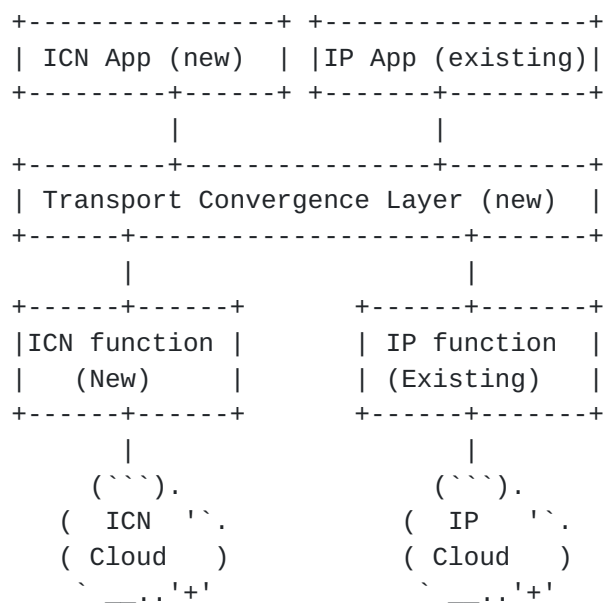 ICN App (new) IP App (existing)
Transport Convergence Layer (new)
ICN function IP function
(New) (Existing)
ICN IP
Cloud Cloud